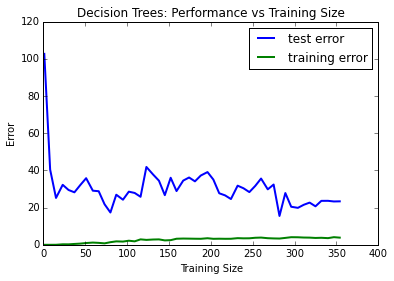 Decision Trees: Performance vs Training Size
120
100
80
60
40
20
0
Error
test error
training error
0 50 100 150 200 250 300 350 400
Training Size